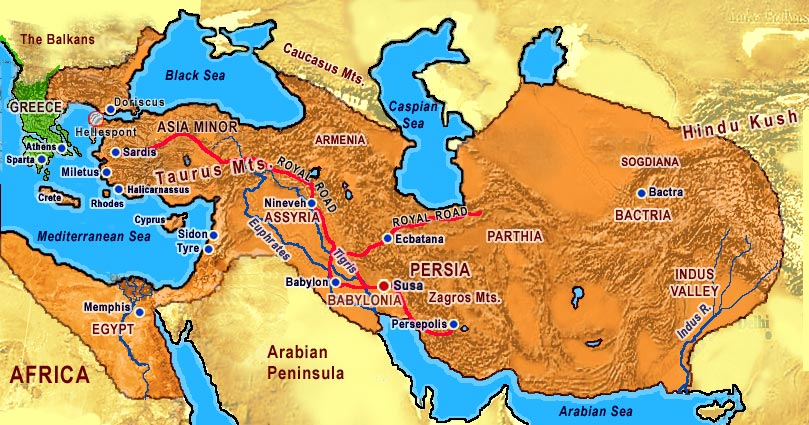 The Balkans
Caucasus Mts.
Black Sea
Caspian
Sea
Hindu Kush
GREECE
Doriscus
Hellespont
ASIA MINOR
ARMENIA
Athens
Sparta
Sardis
Taurus Mts.
ROYAL ROAD
SOGDIANA
Miletus
Halicarnassus
Bactra
Crete
Rhodes
Nineveh
ASSYRIA
ROYAL ROAD
BACTRIA
Cyprus
Mediterranean Sea
Sidon
Tyre
Euphrates
Tigris
Ecbatana
PARTHIA
Babylon
Susa
PERSIA
INDUS
VALLEY
Memphis
BABYLONIA
Zagros Mts.
Indus R.
EGYPT
Persepolis
AFRICA
Arabian
Peninsula
Arabian Sea